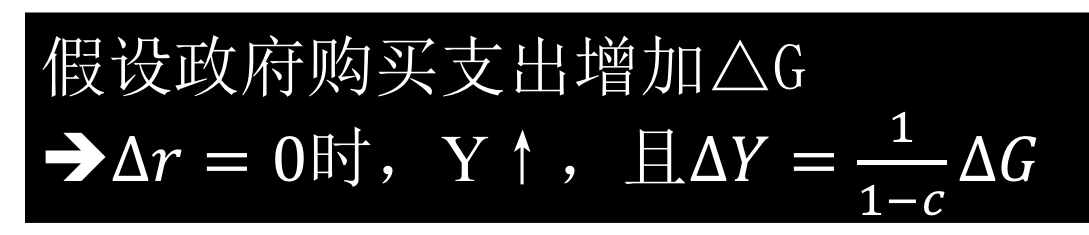 假设政府购买支出增加△G
➔Δr = 0时，Y↑，且ΔY = \frac{1}{1-c}ΔG